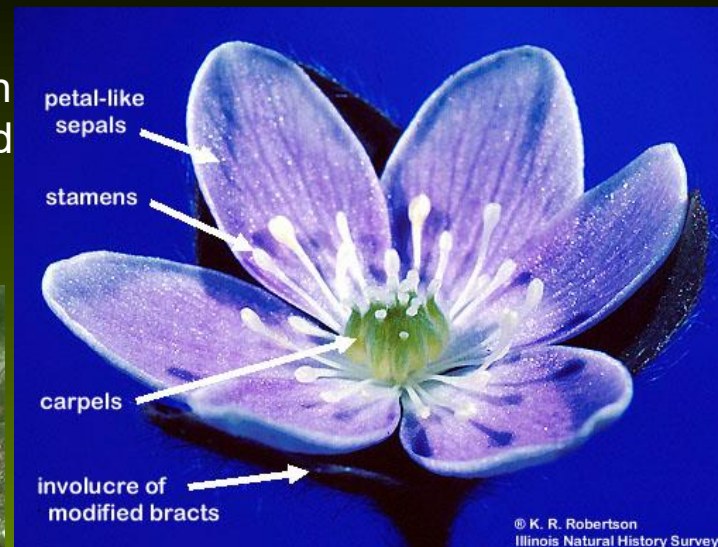 petal-like
sepals
stamens
carpels
involucre of
modified bracts
® K. R. Robertson
Illinois Natural History Survey